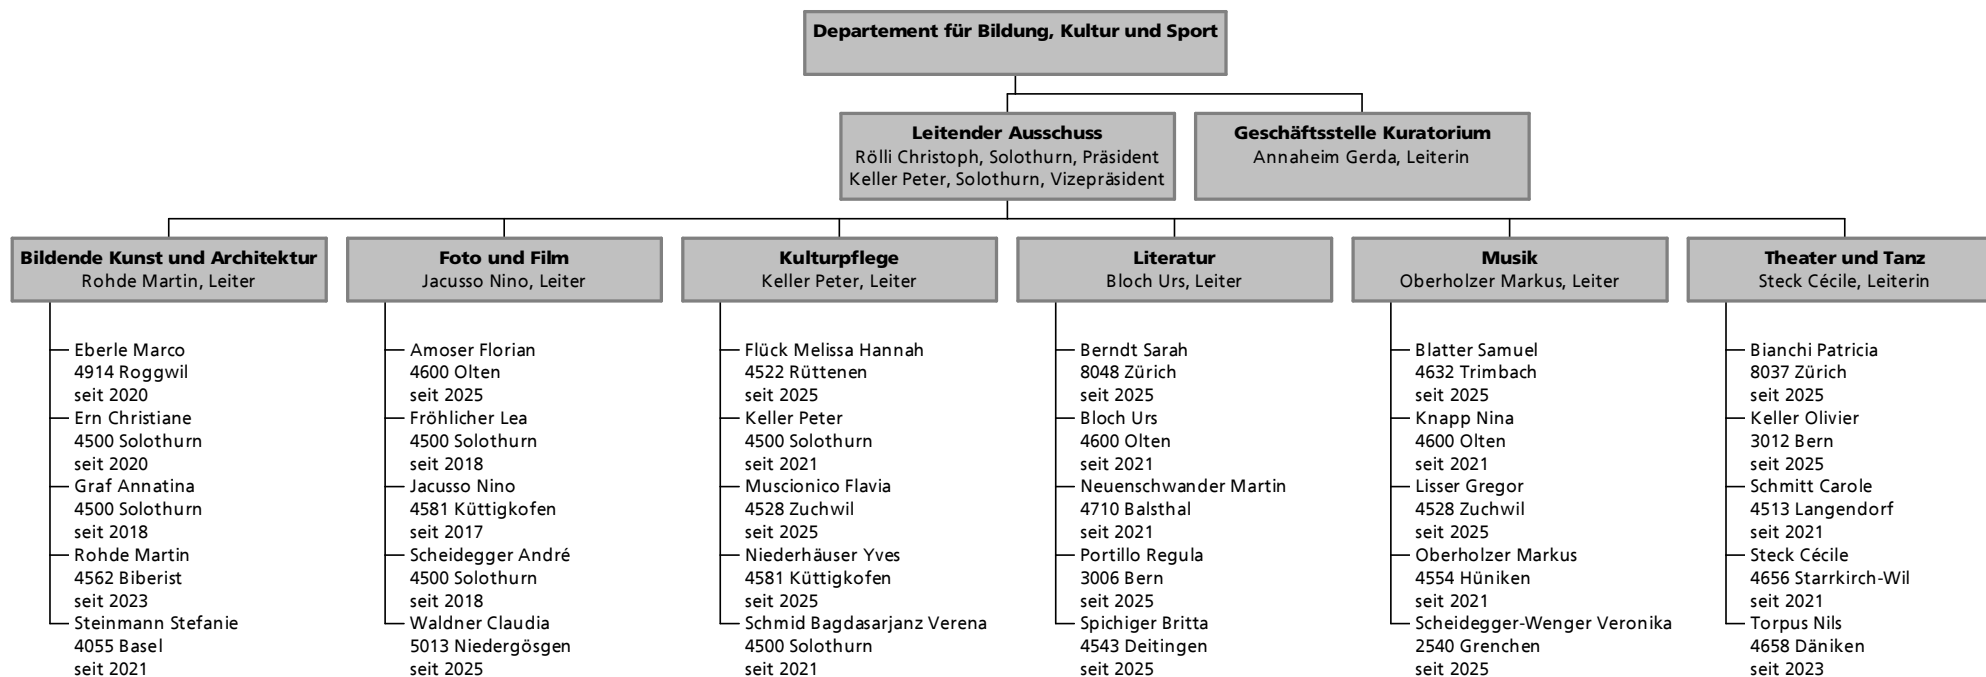 Departement für Bildung, Kultur und Sport
Leitender Ausschuss
Rölli Christoph, Solothurn, Präsident
Keller Peter, Solothurn, Vizepräsident
Geschäftsstelle Kuratorium
Annaheim Gerda, Leiterin
Bildende Kunst und Architektur
Rohde Martin, Leiter
Eberle Marco
4914 Roggwil
seit 2020
Ern Christiane
4500 Solothurn
seit 2020
Graf Annatina
4500 Solothurn
seit 2018
Rohde Martin
4562 Biberist
seit 2023
Steinmann Stefanie
4055 Basel
seit 2021
Foto und Film
Jacusso Nino, Leiter
Amoser Florian
4600 Olten
seit 2025
Fröhlicher Lea
4500 Solothurn
seit 2018
Jacusso Nino
4581 Küttigkofen
seit 2017
Scheidegger André
4500 Solothurn
seit 2018
Waldner Claudia
5013 Niedergösgen
seit 2025
Kulturpflege
Keller Peter, Leiter
Flück Melissa Hannah
4522 Rüttenen
seit 2025
Keller Peter
4500 Solothurn
seit 2021
Muscionico Flavia
4528 Zuchwil
seit 2025
Niederhäuser Yves
4581 Küttigkofen
seit 2025
Schmid Bagdasarjanz Verena
4500 Solothurn
seit 2021
Literatur
Bloch Urs, Leiter
Berndt Sarah
8048 Zürich
seit 2025
Bloch Urs
4600 Olten
seit 2021
Neuenschwander Martin
4710 Balsthal
seit 2021
Portillo Regula
3006 Bern
seit 2025
Spichiger Britta
4543 Deitingen
seit 2025
Musik
Oberholzer Markus, Leiter
Blatter Samuel
4632 Trimbach
seit 2025
Knapp Nina
4600 Olten
seit 2021
Lisser Gregor
4528 Zuchwil
seit 2025
Oberholzer Markus
4554 Hüniken
seit 2021
Scheidegger-Wenger Veronika
2540 Grenchen
seit 2025
Theater und Tanz
Steck Cécile, Leiterin
Bianchi Patricia
8037 Zürich
seit 2025
Keller Olivier
3012 Bern
seit 2025
Schmitt Carole
4513 Langendorf
seit 2021
Steck Cécile
4656 Starrkirch-Wil
seit 2021
Torpus Nils
4658 Däniken
seit 2023